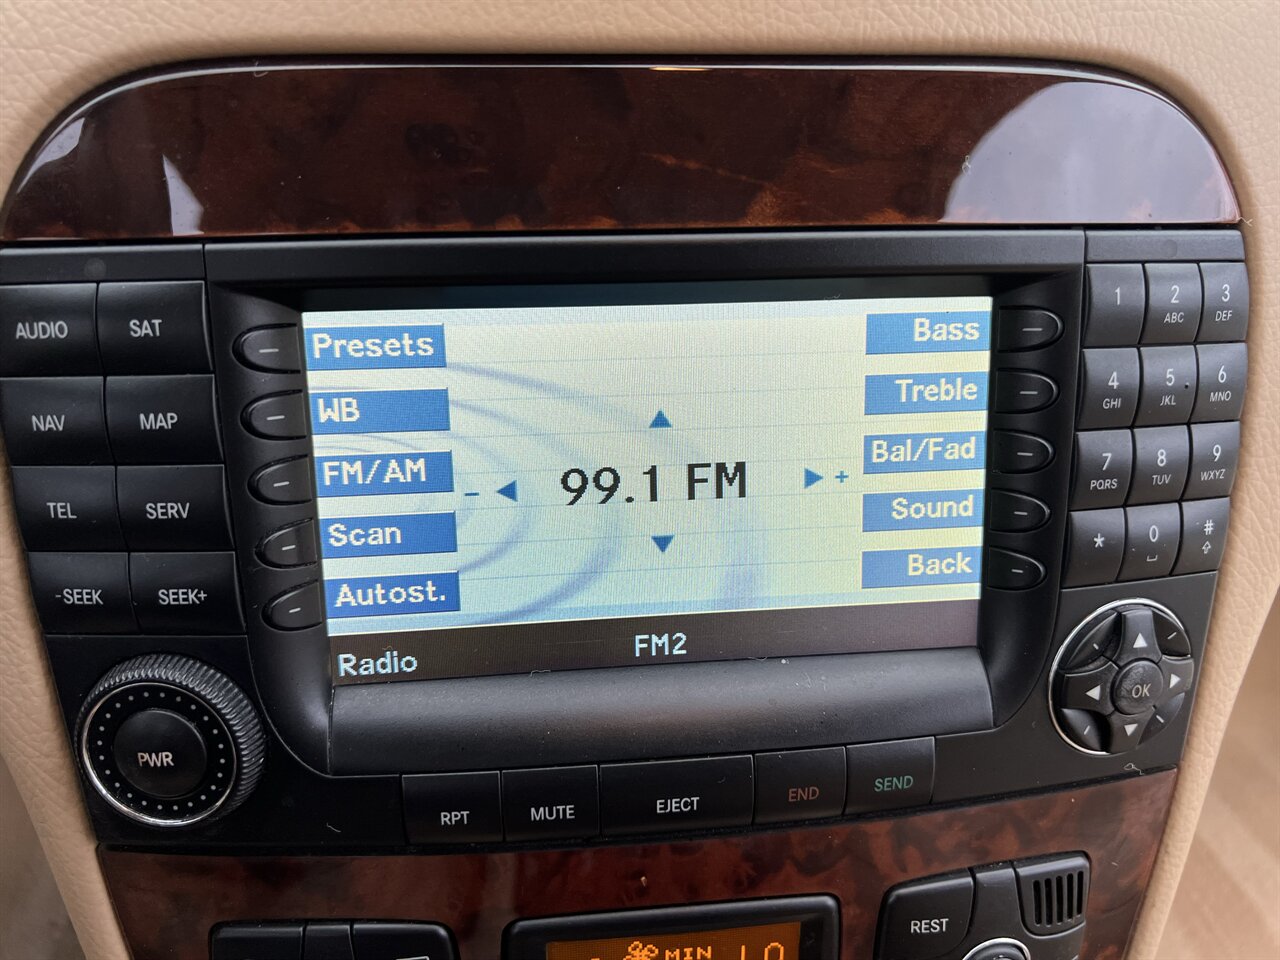 AUDIO SAT
NAV MAP
TEL SERV
-SEEK SEEK+
PWR
Presets
WB
FM/AM
Scan
Autost.
- 99.1 FM +
Bass
Treble
Bal/Fad
Sound
Back
Radio
FM2
1 2 ABC 3 DEF
4 GHI 5 JKL 6 MNO
7 PQRS 8 TUV 9 WXYZ
* 0 #
OK
RPT MUTE EJECT END SEND
REST
MIN